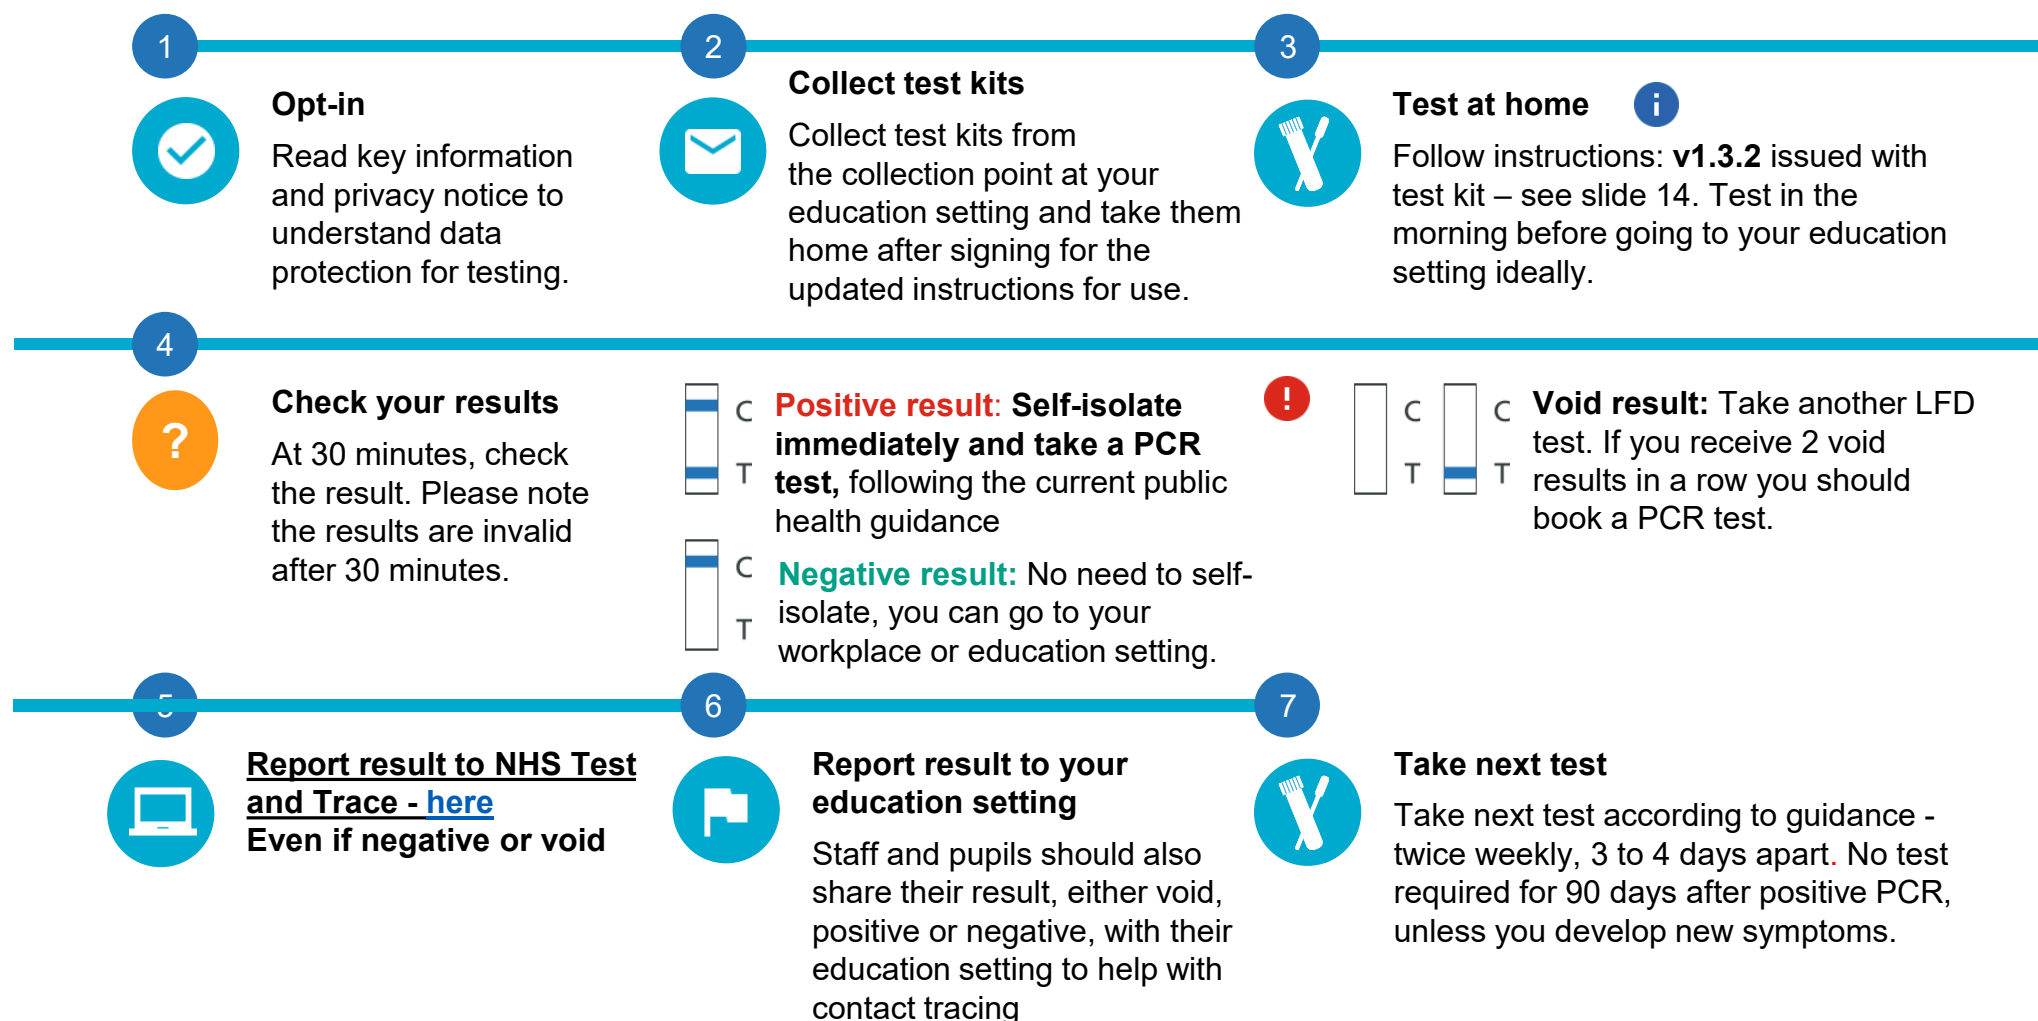 1
2
3
Opt-in
Read key information
and privacy notice to
understand data
protection for testing.
Collect test kits
Collect test kits from
the collection point at your
education setting and take them
home after signing for the
updated instructions for use.
Test at home
i
Follow instructions: v1.3.2 issued with
test kit – see slide 14. Test in the
morning before going to your education
setting ideally.
4
?
Check your results
At 30 minutes, check
the result. Please note
the results are invalid
after 30 minutes.
C
T
Positive result: Self-isolate
immediately and take a PCR
test, following the current public
health guidance
C
T
Negative result: No need to self-
isolate, you can go to your
workplace or education setting.
!
C
T
C
T
Void result: Take another LFD
test. If you receive 2 void
results in a row you should
book a PCR test.
5
6
7
Report result to NHS Test
and Trace - here
Even if negative or void
Report result to your
education setting
Staff and pupils should also
share their result, either void,
positive or negative, with their
education setting to help with
contact tracing
Take next test
Take next test according to guidance -
twice weekly, 3 to 4 days apart. No test
required for 90 days after positive PCR,
unless you develop new symptoms.